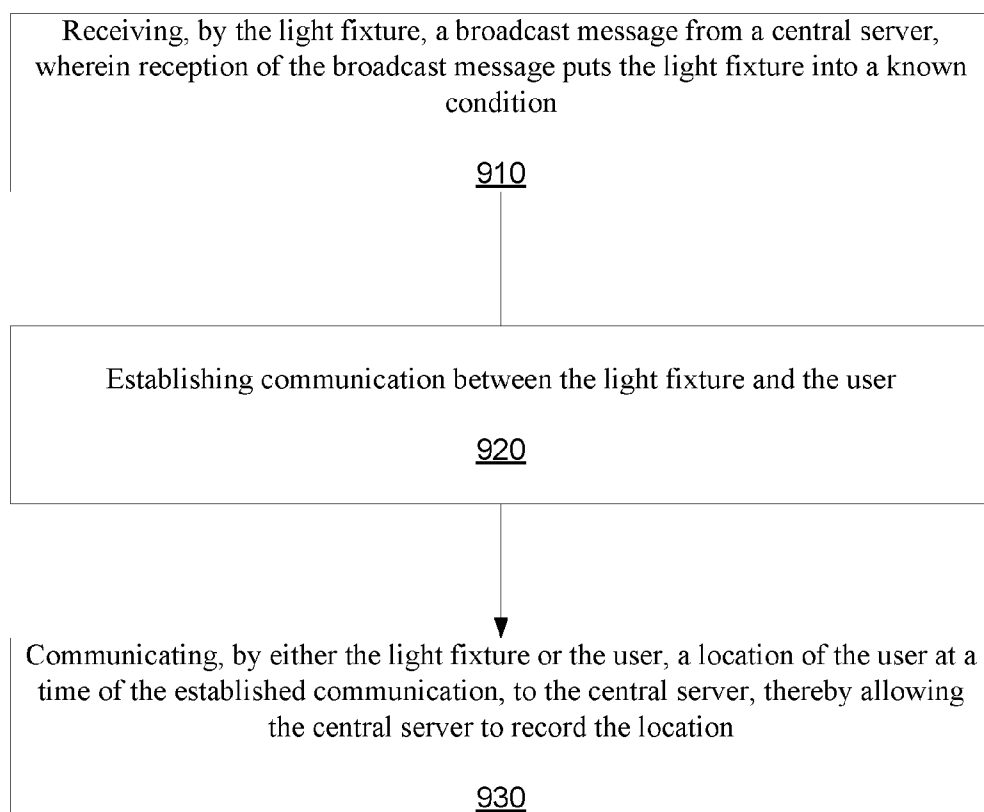 Receiving, by the light fixture, a broadcast message from a central server,
wherein reception of the broadcast message puts the light fixture into a known
condition
910
Establishing communication between the light fixture and the user
920
Communicating, by either the light fixture or the user, a location of the user at a
time of the established communication, to the central server, thereby allowing
the central server to record the location
930